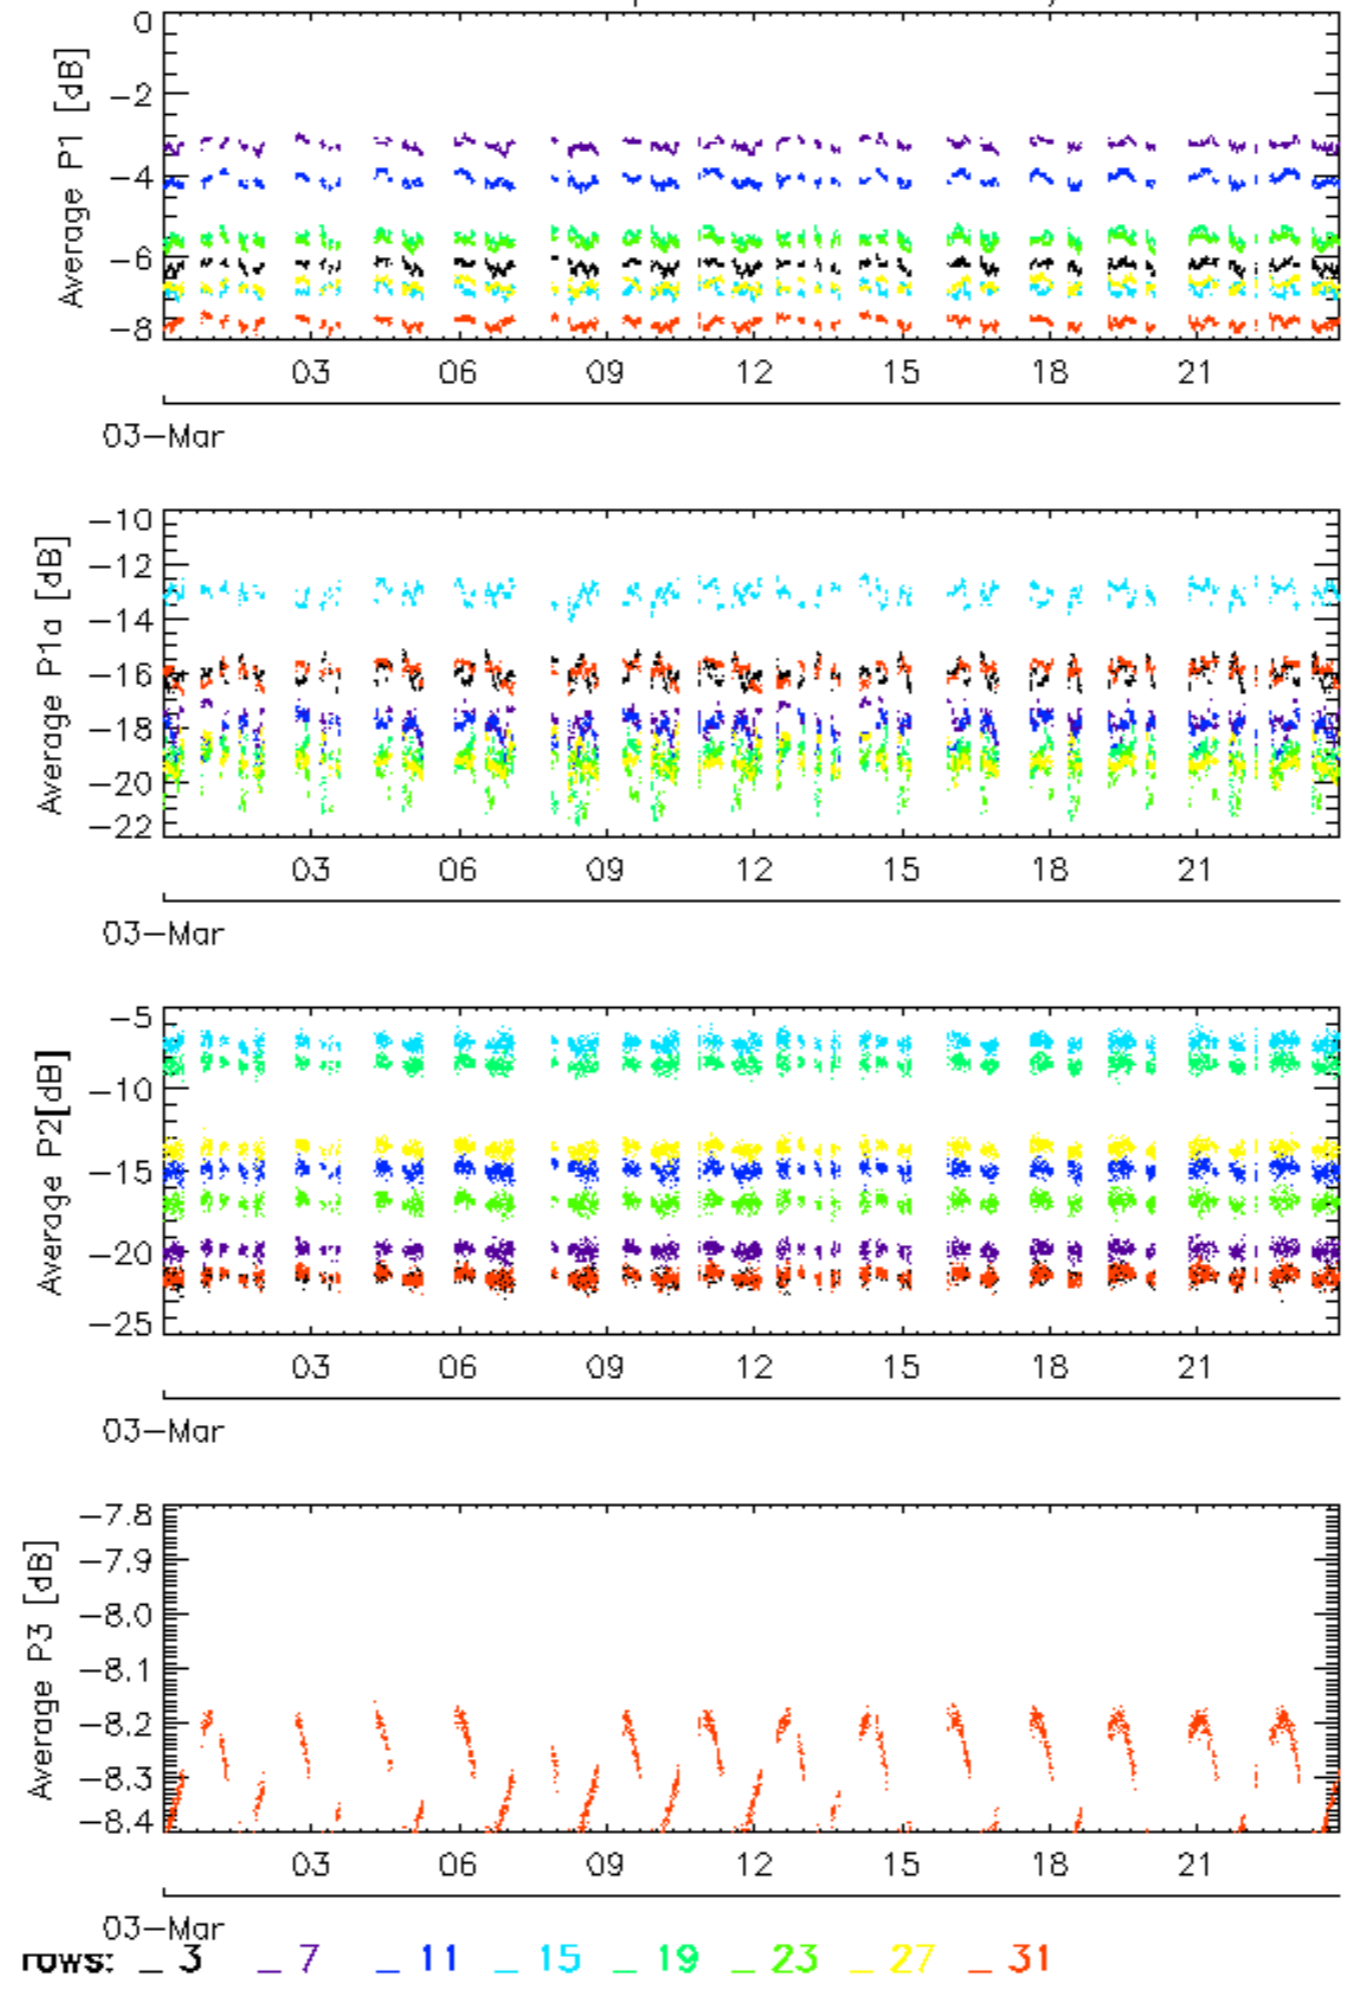 0
−2
−4
−6
−8
Average P1 [dB]
03 06 09 12 15 18 21
03−Mar
−10
−12
−14
−16
−18
−20
−22
Average P1a [dB]
03 06 09 12 15 18 21
03−Mar
−5
−10
−15
−20
−25
Average P2[dB]
03 06 09 12 15 18 21
03−Mar
−7.8
−7.9
−8.0
−8.1
−8.2
−8.3
−8.4
Average P3 [dB]
03 06 09 12 15 18 21
03−Mar
rows: _ 3 _ 7 _ 11 _ 15 _ 19 _ 23 _ 27 _ 31